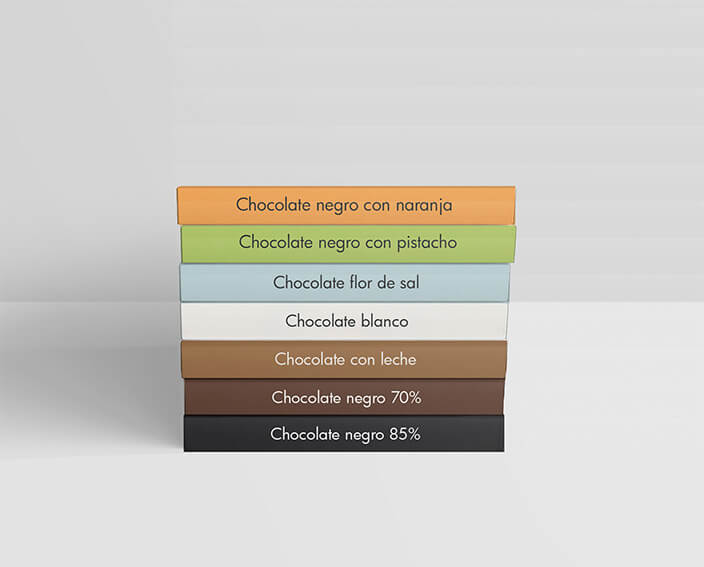 Chocolate negro con naranja
Chocolate negro con pistacho
Chocolate flor de sal
Chocolate blanco
Chocolate con leche
Chocolate negro 70%
Chocolate negro 85%